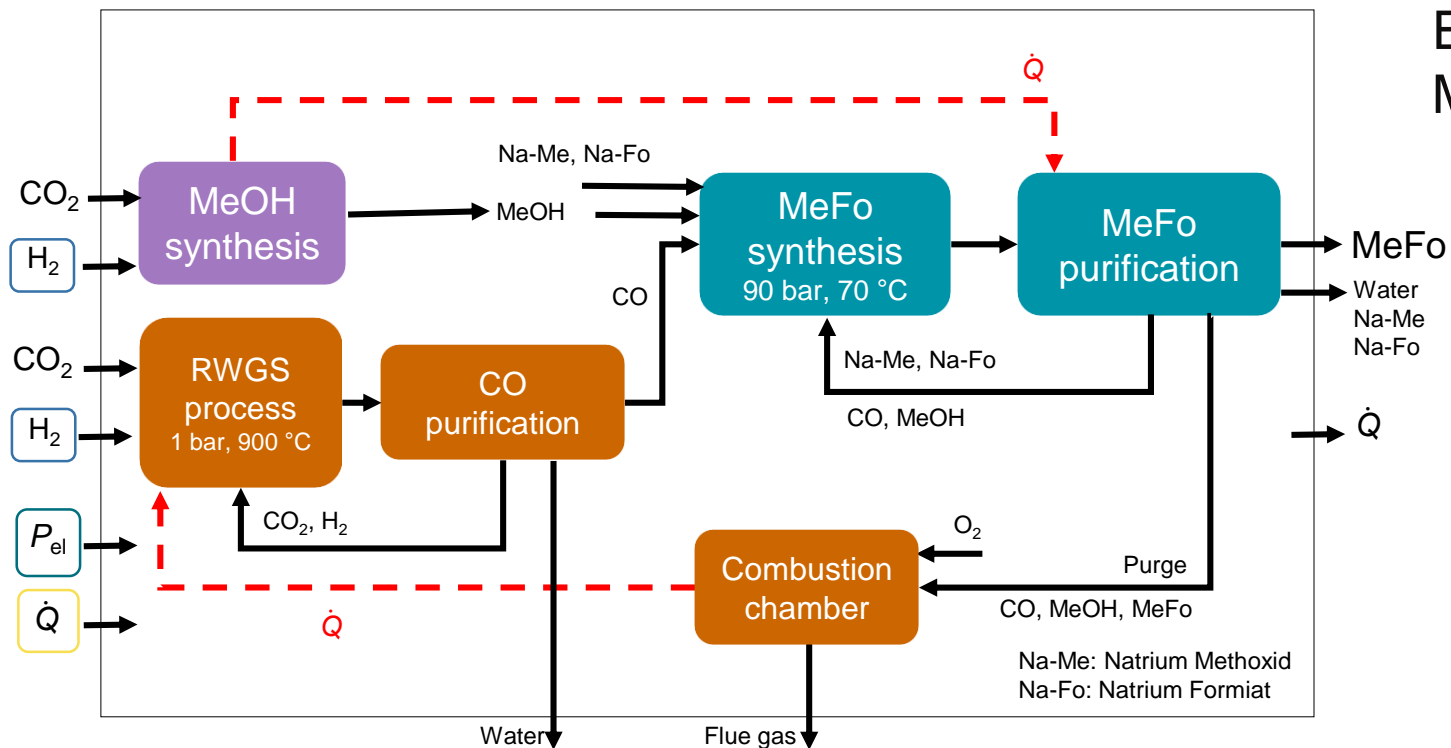 E
M
Q̇
Na-Me, Na-Fo
CO₂
MeOH
synthesis
MeOH
MeFo
synthesis
90 bar, 70 °C
MeFo
purification
MeFo
H₂
CO
Water
Na-Me
Na-Fo
CO₂
RWGS
process
1 bar, 900 °C
CO
purification
Na-Me, Na-Fo
CO, MeOH
H₂
Q̇
CO₂, H₂
Pel
O₂
Combustion
chamber
Purge
CO, MeOH, MeFo
Q̇
Q̇
Na-Me: Natrium Methoxid
Na-Fo: Natrium Formiat
Water
Flue gas